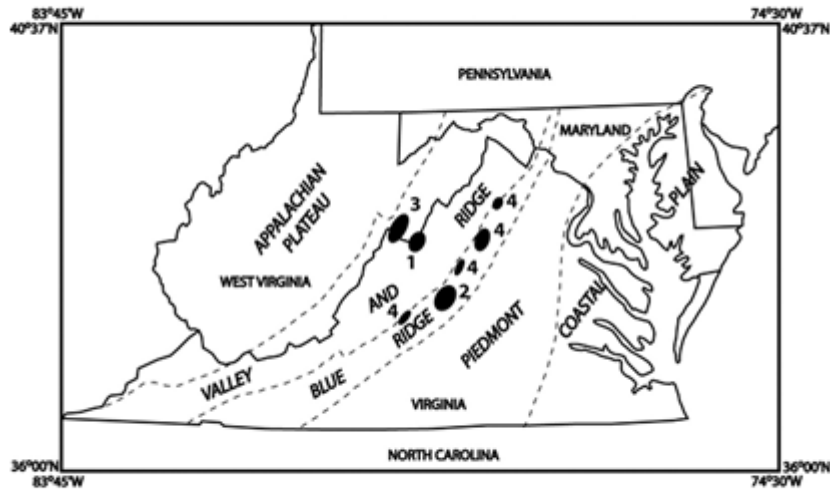 83°45'W
74°30'W
40°37'N
40°37'N
PENNSYLVANIA
MARYLAND
APPALACHIAN
PLATEAU
PLAIN
RIDGE
3
4
4
1
WEST VIRGINIA
4
AND
2
COASTAL
4
RIDGE
PIEDMONT
VALLEY
BLUE
VIRGINIA
NORTH CAROLINA
36°00'N
36°00'N
83°45'W
74°30'W